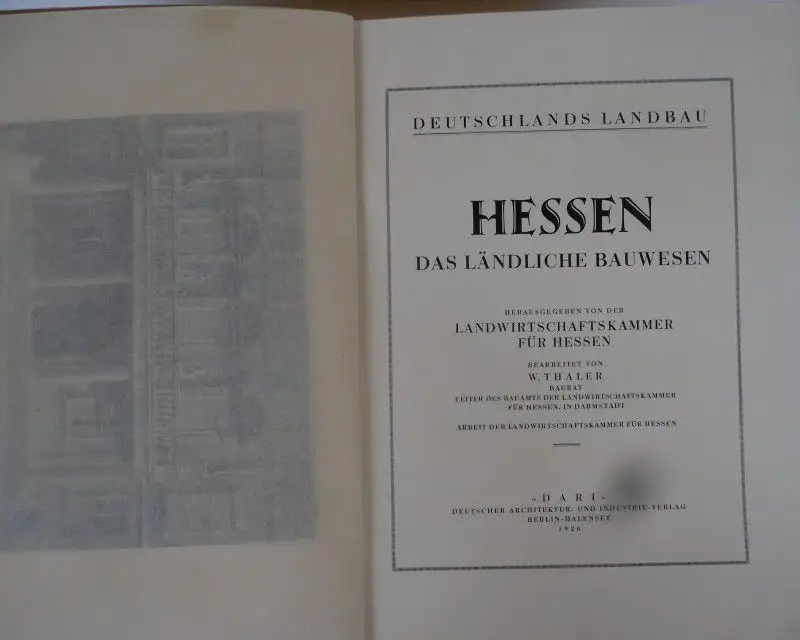 DEUTSCHLANDS LANDBAU
HESSEN
DAS LÄNDLICHE BAUWESEN
HERAUSGEGEBEN VON DER
LANDWIRTSCHAFTSKAMMER
FÜR HESSEN
BEARBEITET VON
W. THALER
BAURAT
LEITER DES BAUAMTS DER LANDWIRTSCHAFTSKAMMER
FÜR HESSEN, IN DARMSTADT
ARBEIT DER LANDWIRTSCHAFTSKAMMER FÜR HESSEN
„DARI“
DEUTSCHER ARCHITEKTUR- UND INDUSTRIE-VERLAG
BERLIN-HALENSEE
1926